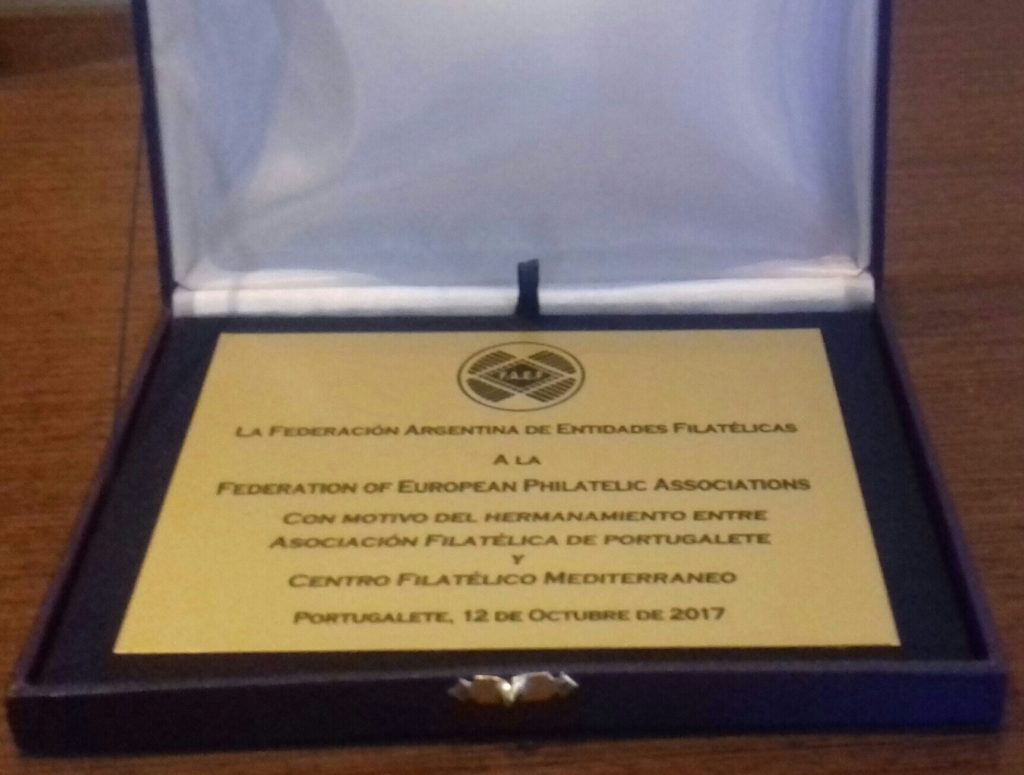 F.A.E.F.
LA FEDERACIÓN ARGENTINA DE ENTIDADES FILATÉLICAS
A LA
FEDERATION OF EUROPEAN PHILATELIC ASSOCIATIONS
CON MOTIVO DEL HERMANAMIENTO ENTRE
ASOCIACIÓN FILATÉLICA DE PORTUGALETE
Y
CENTRO FILATÉLICO MEDITERRANEO
PORTUGALETE, 12 DE OCTUBRE DE 2017